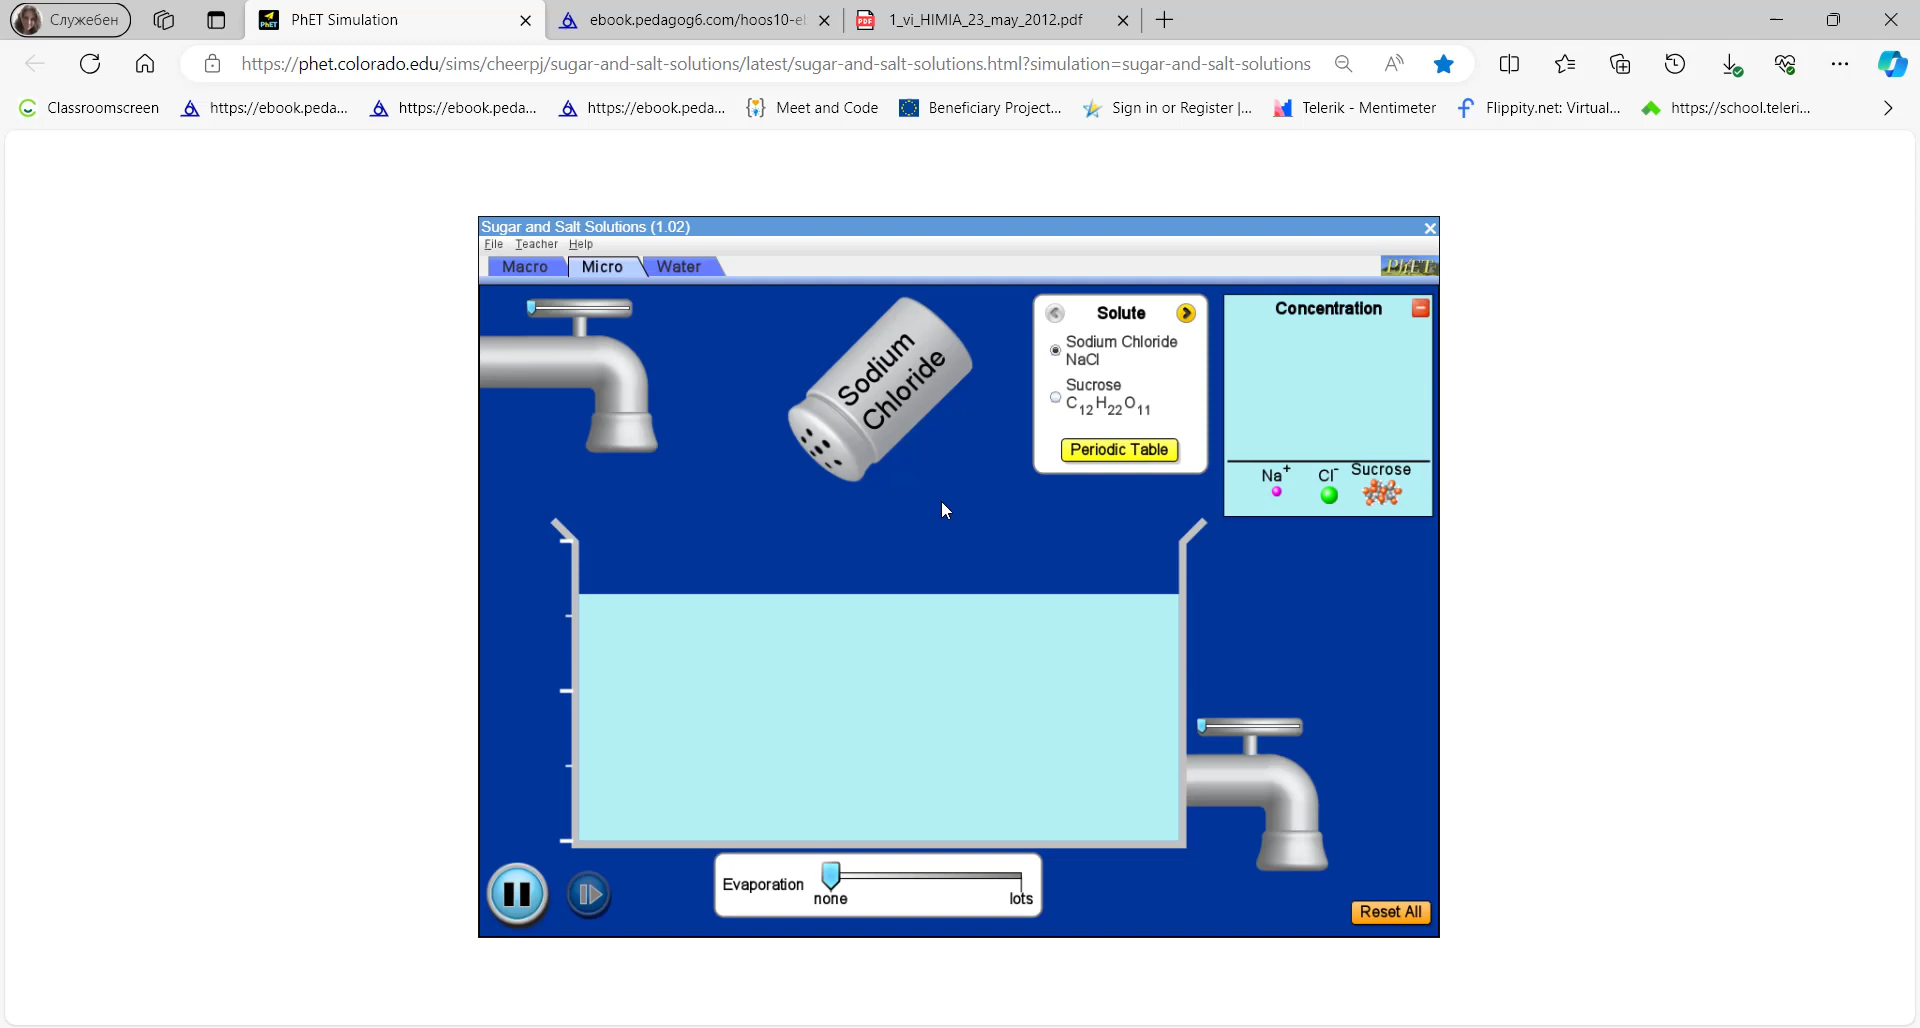 Служебен
PhET Simulation
ebook.pedagog6.com/hoos10-el
1_vi_HIMIA_23_may_2012.pdf
https://phet.colorado.edu/sims/cheerpj/sugar-and-salt-solutions/latest/sugar-and-salt-solutions.html?simulation=sugar-and-salt-solutions
Classroomscreen
https://ebook.peda...
https://ebook.peda...
https://ebook.peda...
Meet and Code
Beneficiary Project...
Sign in or Register |...
Telerik - Mentimeter
Flippity.net: Virtual...
https://school.teleri...
Sugar and Salt Solutions (1.02)
File Teacher Help
Macro Micro Water
PhET
Sodium
Chloride
Solute
Sodium Chloride
NaCl
Sucrose
C12H22O11
Periodic Table
Concentration
Na+ Cl- Sucrose
Evaporation
none lots
Reset All